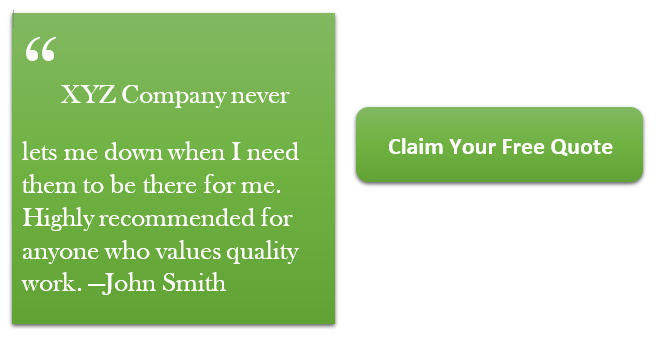 “
XYZ Company never
lets me down when I need
them to be there for me.
Highly recommended for
anyone who values quality
work. —John Smith
Claim Your Free Quote